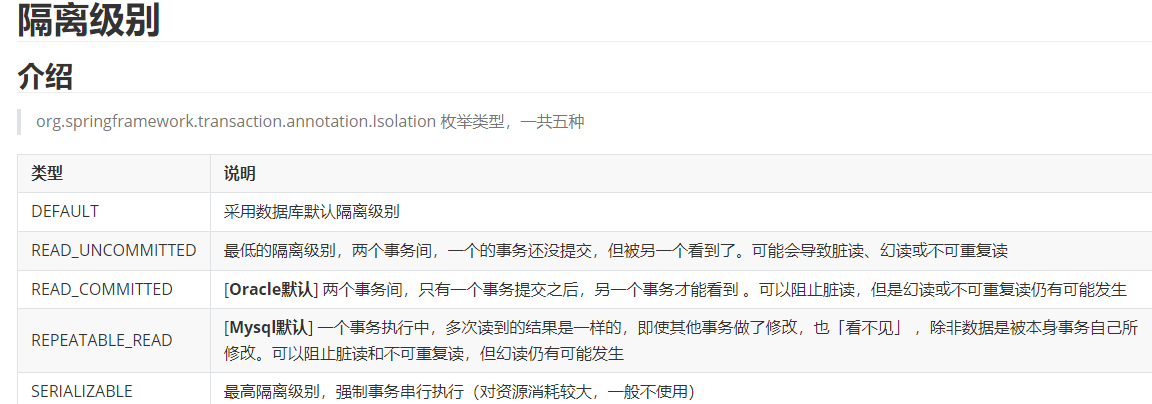 隔离级别
介绍
org.springframework.transaction.annotation.Isolation 枚举类型，一共五种
类型 说明
DEFAULT 采用数据库默认隔离级别
READ_UNCOMMITTED 最低的隔离级别，两个事务间，一个的事务还没提交，但被另一个看到了。可能会导致脏读、幻读或不可重复读
READ_COMMITTED [Oracle默认] 两个事务间，只有一个事务提交之后，另一个事务才能看到 。可以阻止脏读，但是幻读或不可重复读仍有可能发生
REPEATABLE_READ [Mysql默认] 一个事务执行中，多次读到的结果是一样的，即使其他事务做了修改，也「看不见」 ，除非数据是被本身事务自己所
修改。可以阻止脏读和不可重复读，但幻读仍有可能发生
SERIALIZABLE 最高隔离级别，强制事务串行执行（对资源消耗较大，一般不使用）